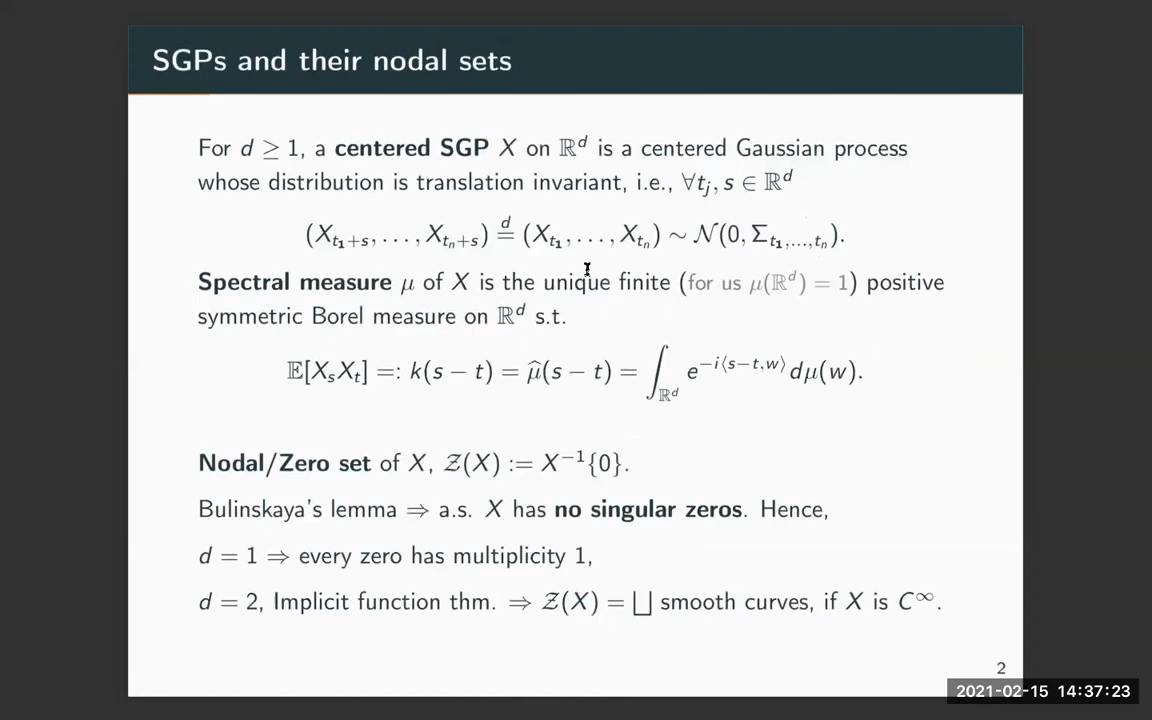 SGPs and their nodal sets
For d ≥ 1, a centered SGP X on ℝ^d is a centered Gaussian process
whose distribution is translation invariant, i.e., ∀t_j, s ∈ ℝ^d
(X_{t_1+s}, . . . , X_{t_n+s}) \overset{d}{=} (X_{t_1}, . . . , X_{t_n}) ∼ 𝒩(0, Σ_{t_1,...,t_n}).
Spectral measure μ of X is the unique finite (for us μ(ℝ^d) = 1) positive
symmetric Borel measure on ℝ^d s.t.
𝔼[X_s X_t] =: k(s − t) = \widehat{μ}(s − t) = ∫_{ℝ^d} e^{−i⟨s−t,w⟩} dμ(w).
Nodal/Zero set of X, 𝒵(X) := X^{−1}{0}.
Bulinskaya's lemma ⇒ a.s. X has no singular zeros. Hence,
d = 1 ⇒ every zero has multiplicity 1,
d = 2, Implicit function thm. ⇒ 𝒵(X) = ⨆ smooth curves, if X is C^∞.
2
2021-02-15 14:37:23